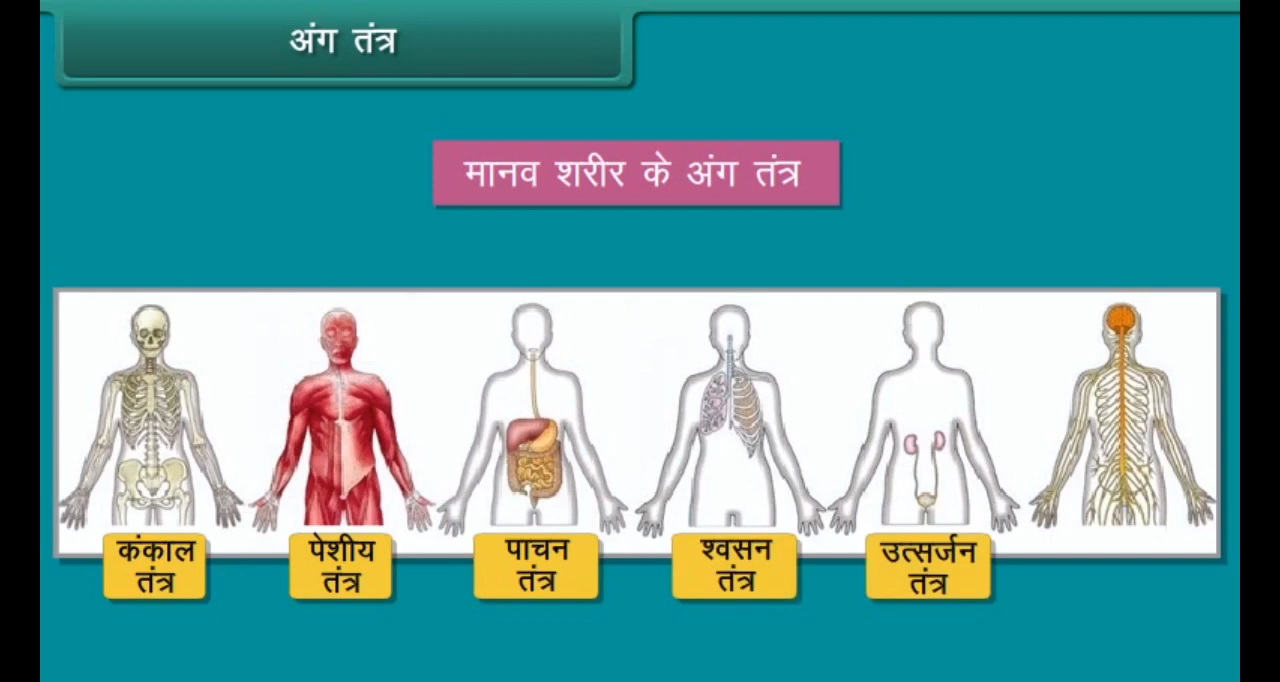 अंग तंत्र
मानव शरीर के अंग तंत्र
कंकाल
तंत्र
पेशीय
तंत्र
पाचन
तंत्र
श्वसन
तंत्र
उत्सर्जन
तंत्र